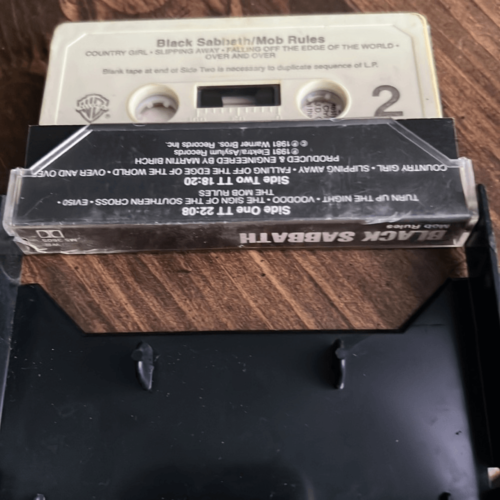 Black Sabbath/Mob Rules
COUNTRY GIRL • SLIPPING AWAY • FALLING OFF THE EDGE OF THE WORLD •
OVER AND OVER
Blank tape at end of Side Two is necessary to duplicate sequence of L.P.
2
BLACK SABBATH
Mob Rules
Side One TT 22:08
TURN UP THE NIGHT • VOODOO • THE SIGN OF THE SOUTHERN CROSS • E5150 •
THE MOB RULES
Side Two TT 18:20
COUNTRY GIRL • SLIPPING AWAY • FALLING OFF THE EDGE OF THE WORLD • OVER AND OVER
PRODUCED & ENGINEERED BY MARTIN BIRCH
© 1981 Elektra/Asylum Records
℗ 1981 Warner Bros. Records Inc.